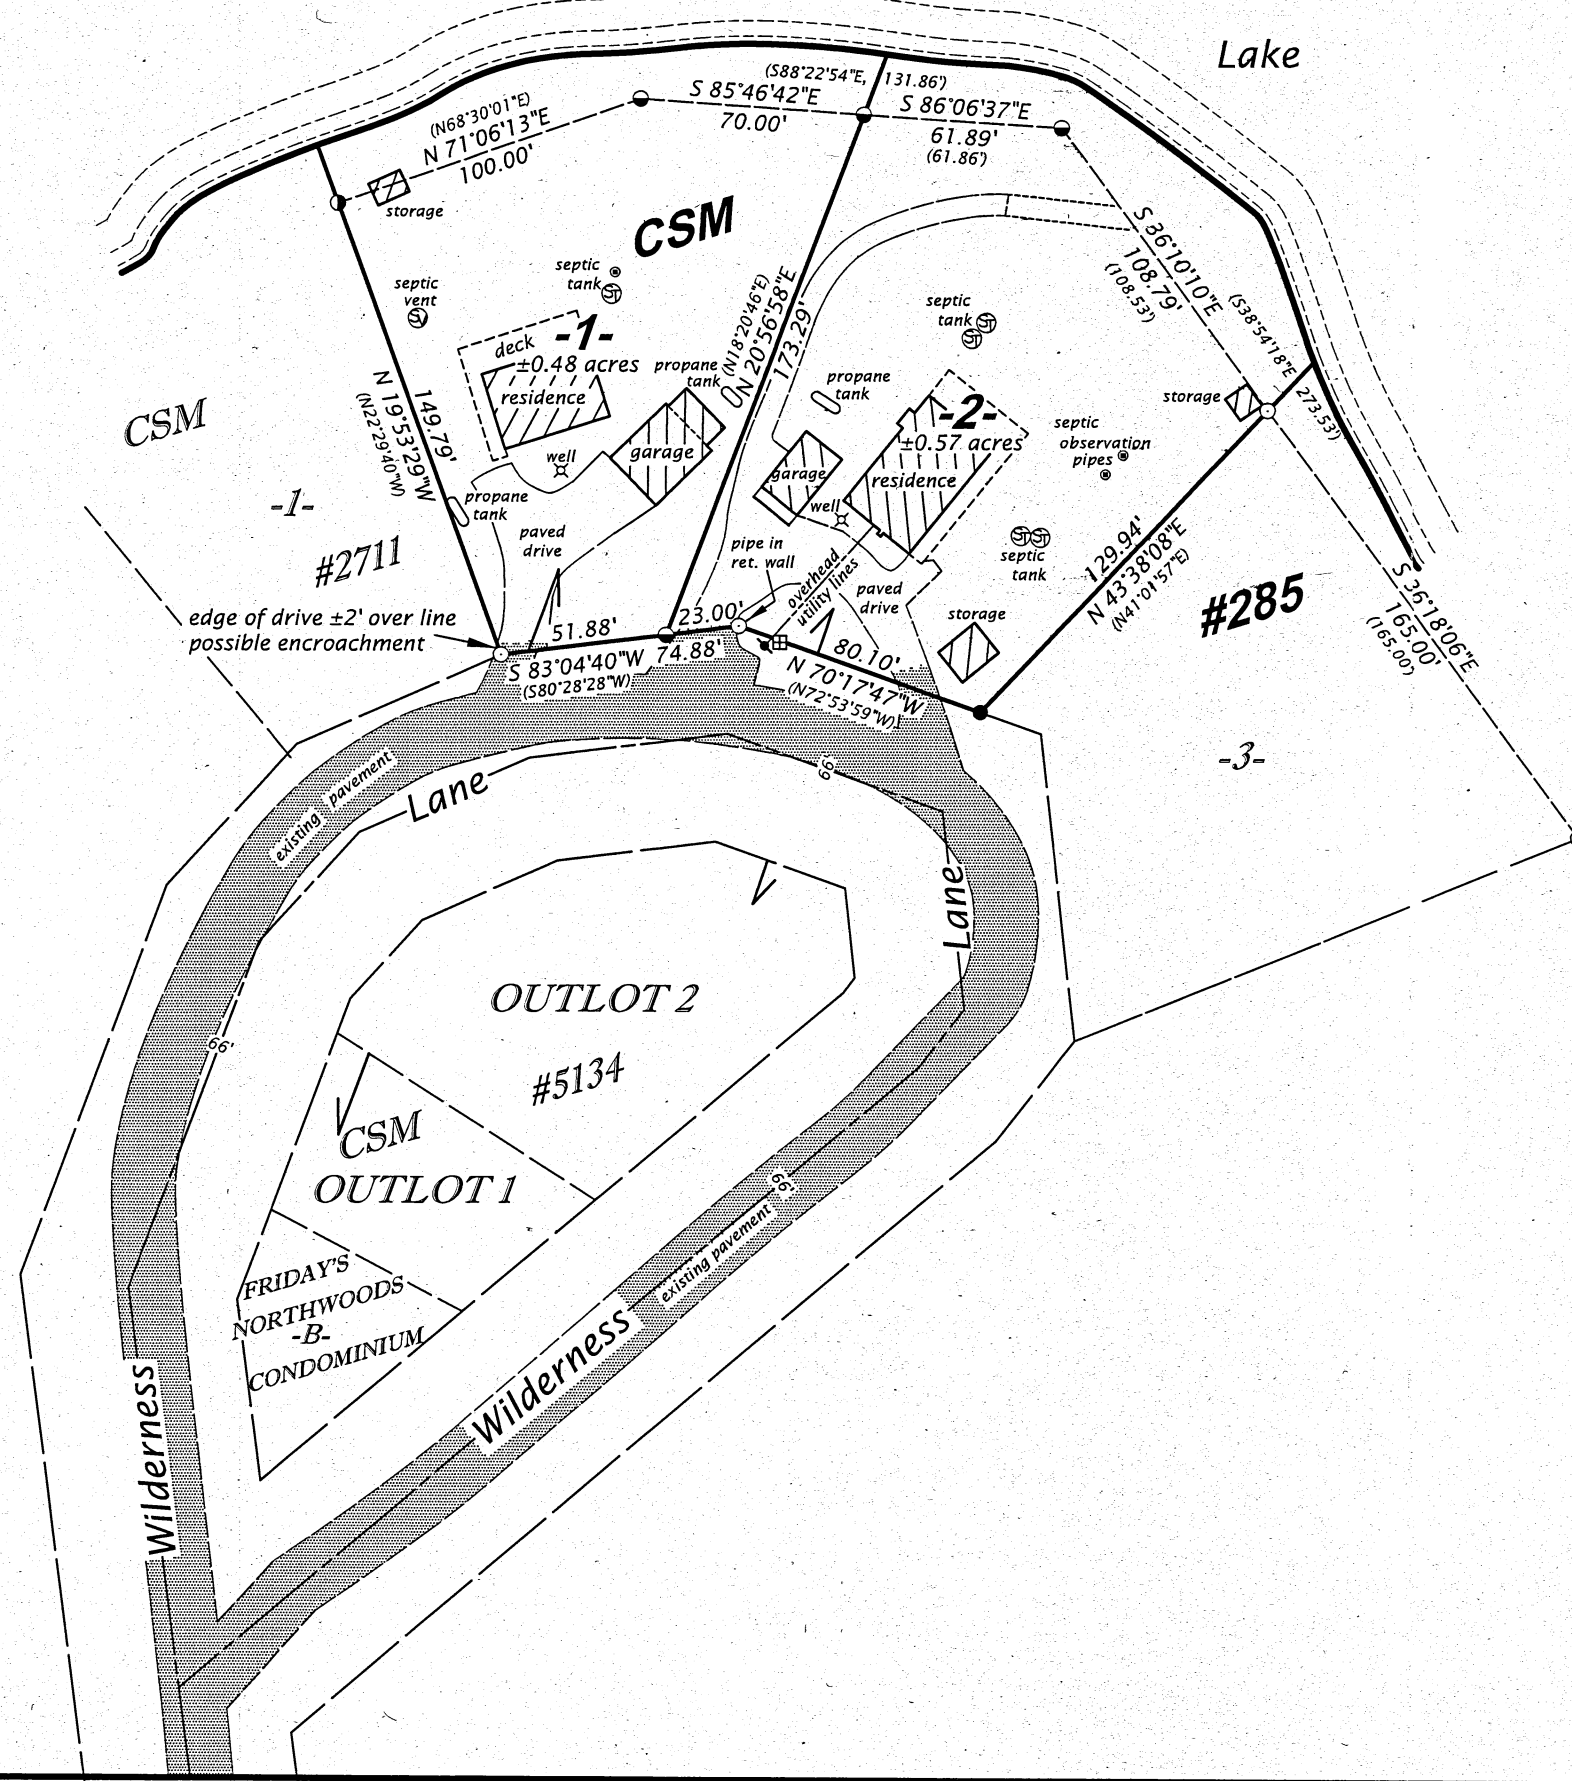 Lake
(S88°22'54"E, 131.86')
S 85°46'42"E
70.00'
S 86°06'37"E
61.89'
(61.86')
(N68°30'01"E)
N 71°06'13"E
100.00'
storage
CSM
septic
tank
ST
septic
vent
SV
deck
-1-
±0.48 acres
residence
propane
tank
garage
well
(N18°20'46"E)
N 20°56'58"E
173.29'
S 36°10'10"E
108.79'
(108.53')
(S38°54'18"E 273.53')
septic
tank
ST
ST
propane
tank
-2-
±0.57 acres
residence
garage
well
storage
septic
observation
pipes
149.79'
N 19°53'29"W
(N22°29'40"W)
CSM
-1-
#2711
propane
tank
paved
drive
pipe in
ret. wall
overhead
utility lines
paved
drive
ST ST
septic
tank
129.94'
N 43°38'08"E
(N41°01'57"E)
#285
S 36°18'06"E
165.00'
(165.00')
edge of drive ±2' over line
possible encroachment
51.88'
23.00'
S 83°04'40"W 74.88'
(S80°28'28"W)
80.10'
N 70°17'47"W
(N72°53'59"W)
storage
-3-
existing pavement
Lane
66'
Lane
OUTLOT 2
#5134
66'
CSM
OUTLOT 1
66'
existing pavement
FRIDAY'S
NORTHWOODS
-B-
CONDOMINIUM
Wilderness
Wilderness